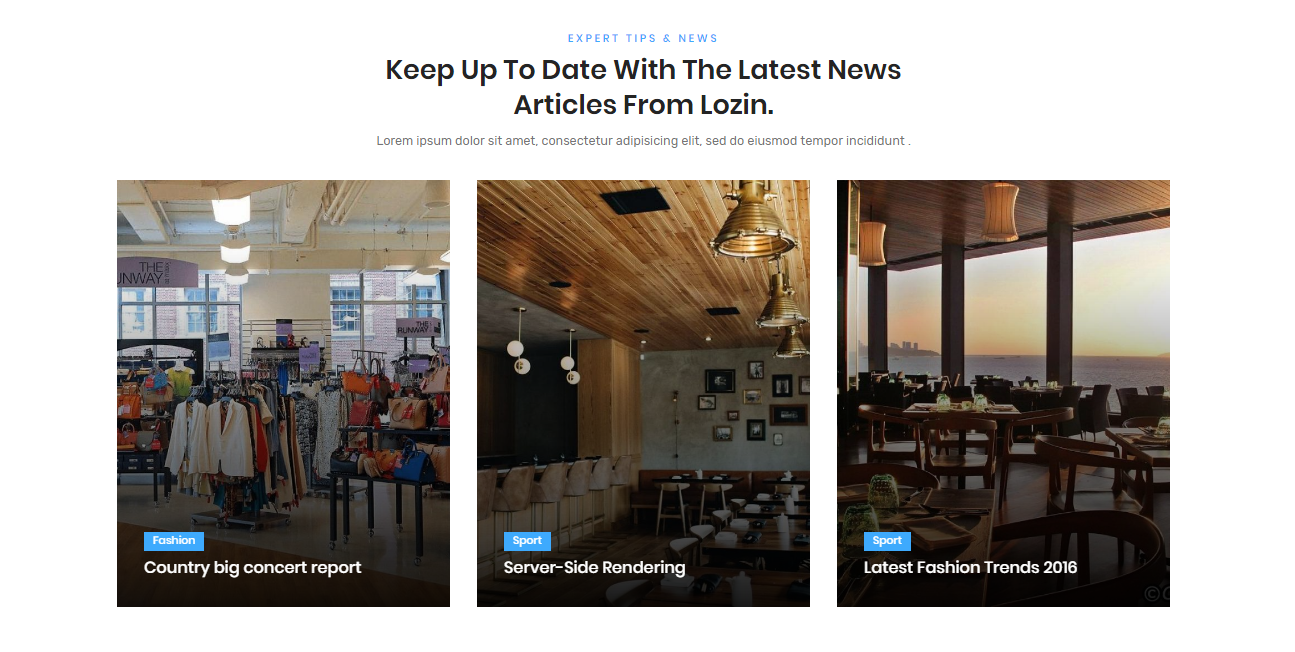 EXPERT TIPS & NEWS
Keep Up To Date With The Latest News
Articles From Lozin.
Lorem ipsum dolor sit amet, consectetur adipisicing elit, sed do eiusmod tempor incididunt .
THE
UNWAY
THE
RUNWAY
Fashion
Country big concert report
Sport
Server-Side Rendering
Sport
Latest Fashion Trends 2016
©